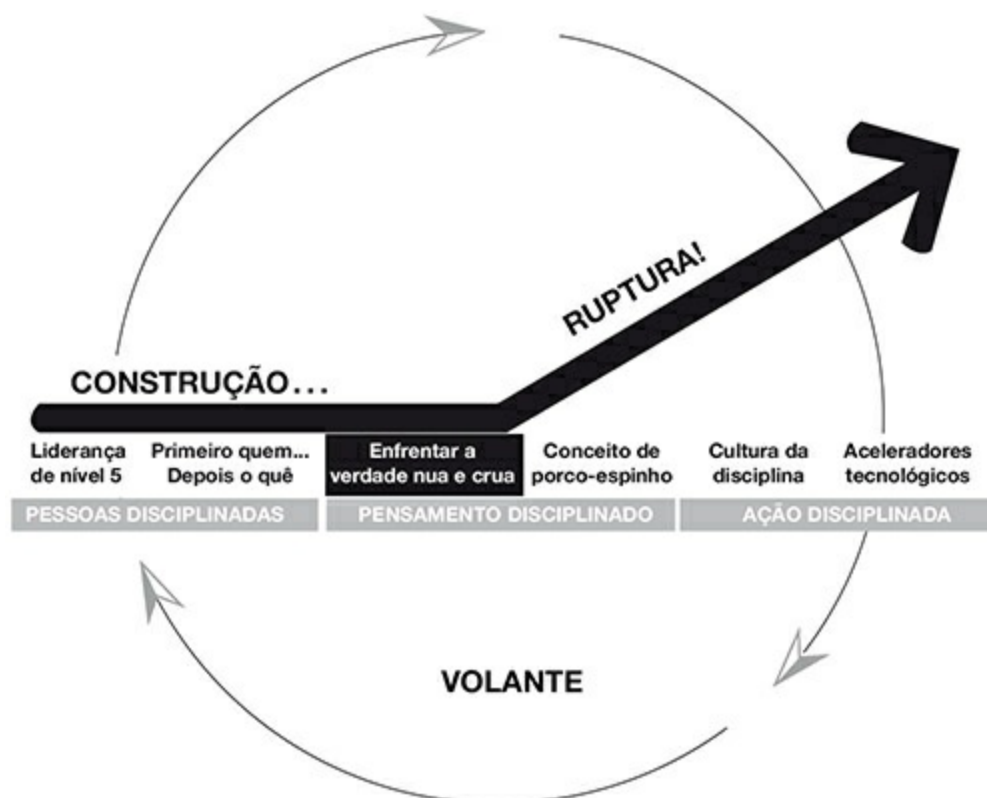 RUPTURA!
CONSTRUÇÃO...
Liderança
de nível 5
Primeiro quem...
Depois o quê
Enfrentar a
verdade nua e crua
Conceito de
porco-espinho
Cultura da
disciplina
Aceleradores
tecnológicos
PESSOAS DISCIPLINADAS
PENSAMENTO DISCIPLINADO
AÇÃO DISCIPLINADA
VOLANTE